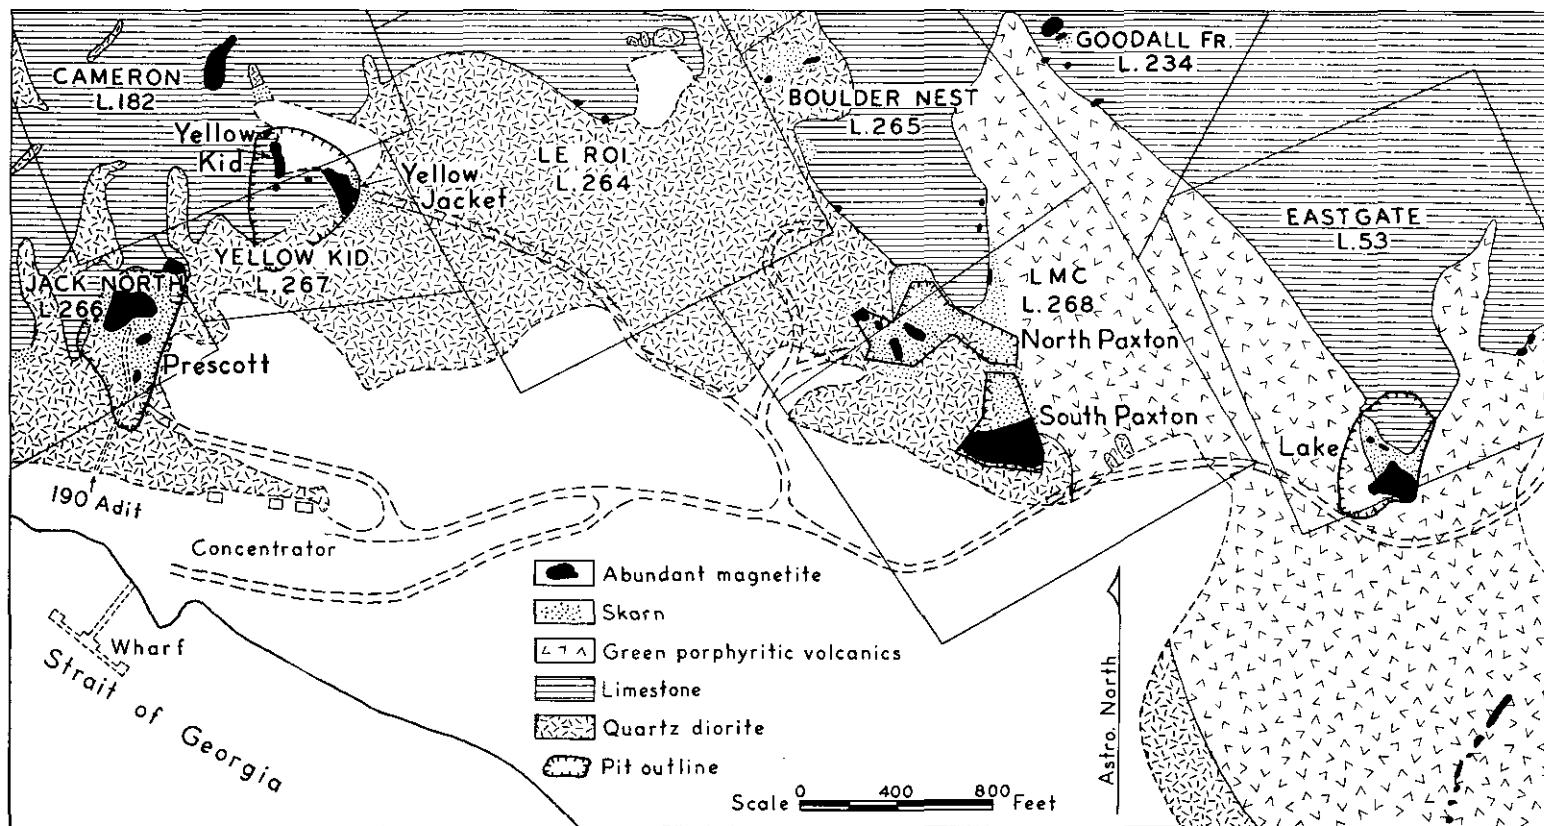 CAMERON
L.182
Yellow
Kid
Yellow
Jacket
LE ROI
L.264
BOULDER NEST
L.265
GOODALL FR.
L.234
EASTGATE
L.53
JACK NORTH
L.266
YELLOW KID
L.267
LMC
L.268
North Paxton
Prescott
South Paxton
Lake
190 Adit
Concentrator
Wharf
Strait of Georgia
Abundant magnetite
Skarn
Green porphyritic volcanics
Limestone
Quartz diorite
Pit outline
Scale 0 400 800 Feet
Astro. North